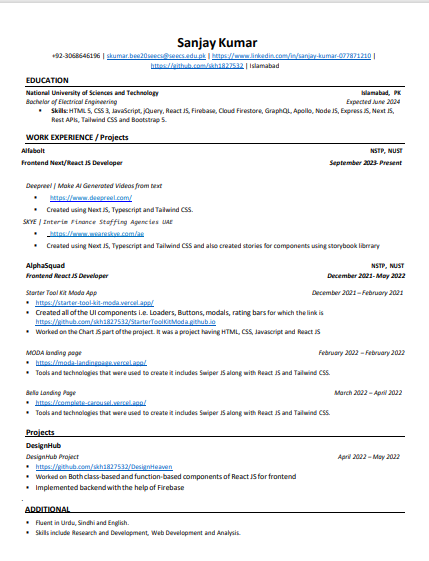 Sanjay Kumar
+92-3068646196 | skumar.bee20seecs@seecs.edu.pk | https://www.linkedin.com/in/sanjay-kumar-077871210 |
https://github.com/skh1827532 | Islamabad
EDUCATION
National University of Sciences and Technology Islamabad, PK
Bachelor of Electrical Engineering Expected June 2024
• Skills: HTML 5, CSS 3, JavaScript, jQuery, React JS, Firebase, Cloud Firestore, GraphQL, Apollo, Node JS, Express JS, Next JS,
Rest APIs, Tailwind CSS and Bootstrap 5.
WORK EXPERIENCE / Projects
Alfabolt NSTP, NUST
Frontend Next/React JS Developer September 2023- Present
Deepreel | Make AI Generated Videos from text
• https://www.deepreel.com/
• Created using Next JS, Typescript and Tailwind CSS.
SKYE | Interim Finance Staffing Agencies UAE
• https://www.weareskye.com/ae
• Created using Next JS, Typescript and Tailwind CSS and also created stories for components using storybook librrary
AlphaSquad NSTP, NUST
Frontend React JS Developer December 2021- May 2022
Starter Tool Kit Moda App December 2021 – February 2021
• https://starter-tool-kit-moda.vercel.app/
• Created all of the UI components i.e. Loaders, Buttons, modals, rating bars for which the link is
https://github.com/skh1827532/StarterToolKitModa.github.io
• Worked on the Chart JS part of the project. It was a project having HTML, CSS, Javascript and React JS
MODA landing page February 2022 – February 2022
• https://moda-landingpage.vercel.app/
• Tools and technologies that were used to create it includes Swiper JS along with React JS and Tailwind CSS.
Bella Landing Page March 2022 – April 2022
• https://complete-carousel.vercel.app/
• Tools and technologies that were used to create it includes Swiper JS along with React JS and Tailwind CSS.
Projects
DesignHub
DesignHub Project April 2022 – May 2022
• https://github.com/skh1827532/DesignHeaven
• Worked on Both class-based and function-based components of React JS for frontend
• Implemented backend with the help of Firebase
.
ADDITIONAL
• Fluent in Urdu, Sindhi and English.
• Skills include Research and Development, Web Development and Analysis.